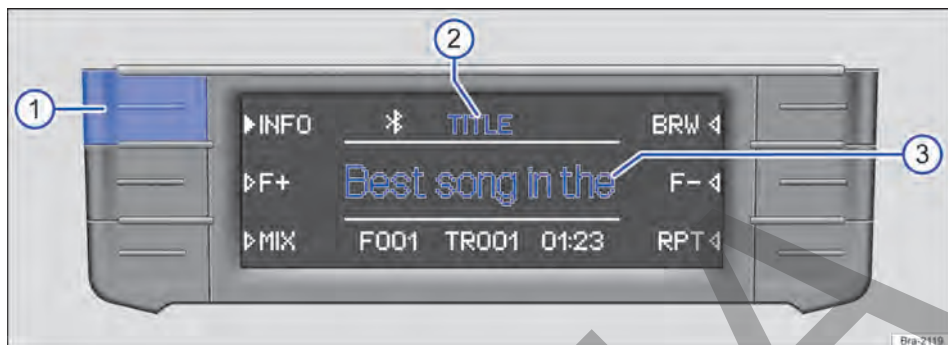 2
1
INFO TITLE BRW
3
F+ Best song in the F-
MIX F001 TR001 01:23 RPT
Bra-2119